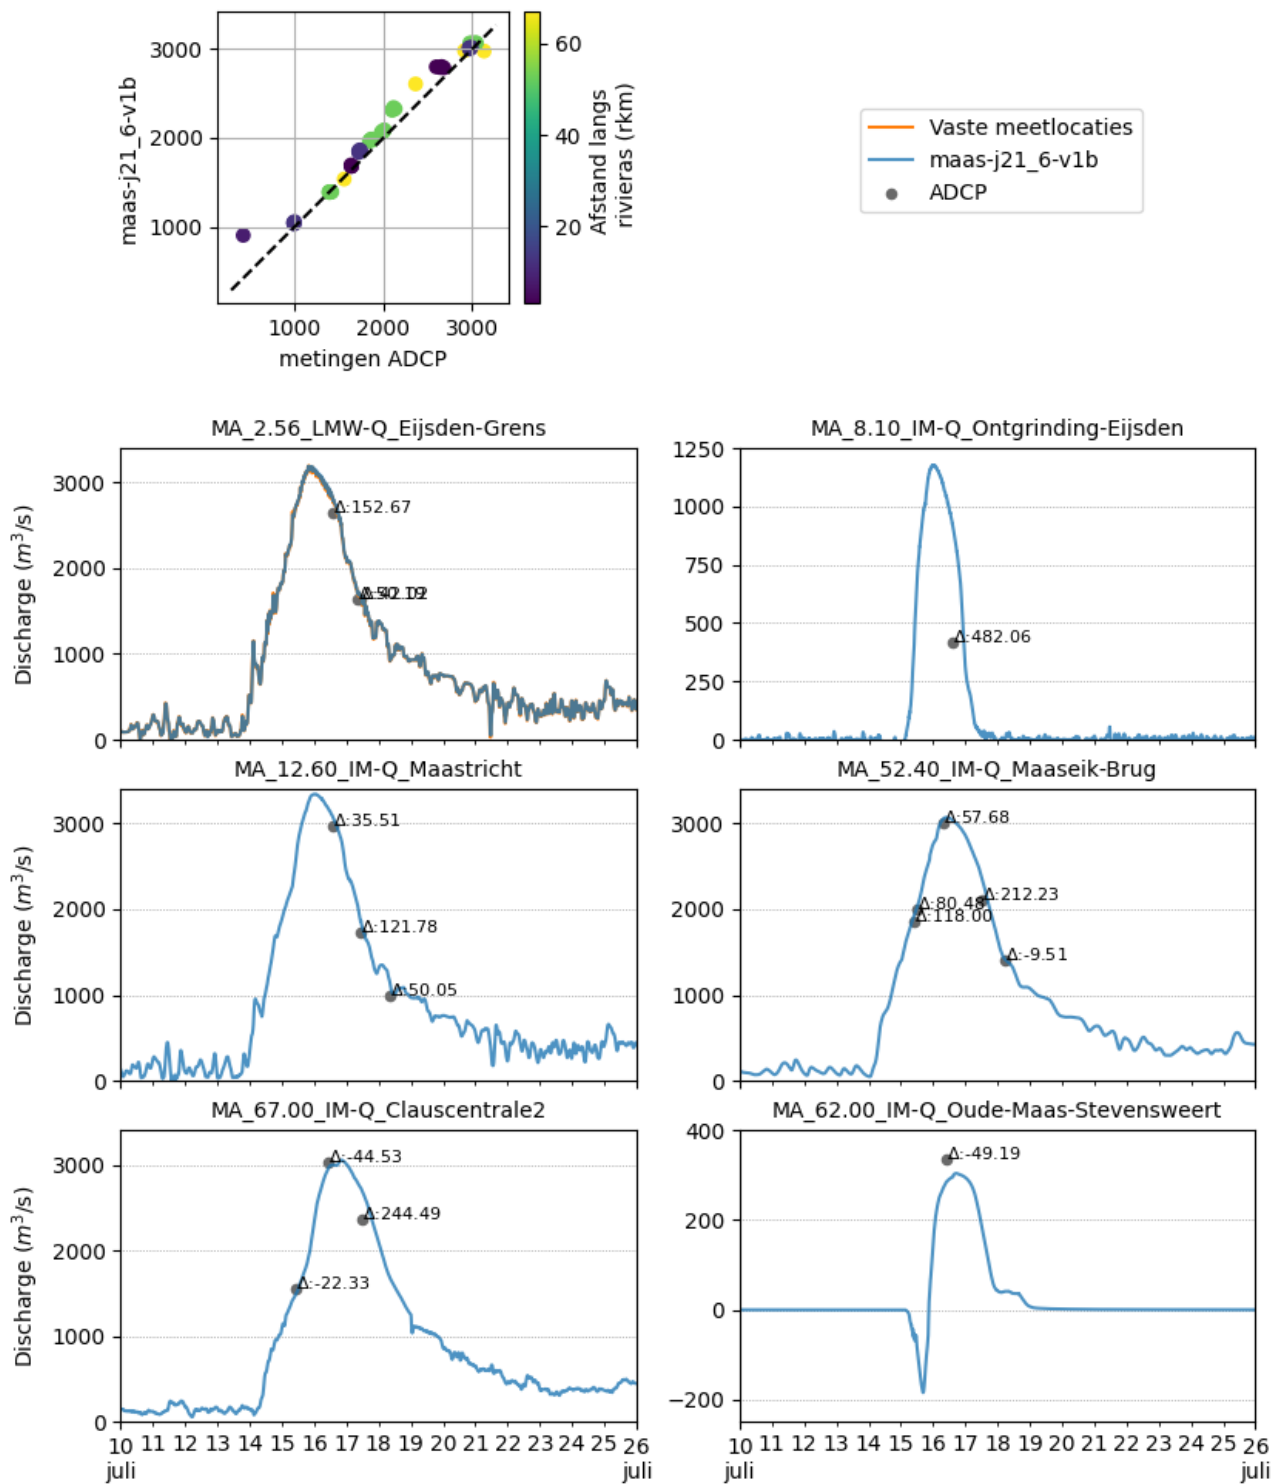 3000
2000
1000
maas-j21_6-v1b
1000 2000 3000
metingen ADCP
60
40
20
Afstand langs
rivieras (rkm)
Vaste meetlocaties
maas-j21_6-v1b
ADCP
MA_2.56_LMW-Q_Eijsden-Grens
Discharge (m³/s)
3000
2000
1000
0
Δ:152.67
MA_8.10_IM-Q_Ontgrinding-Eijsden
1250
1000
750
500
250
0
Δ:482.06
MA_12.60_IM-Q_Maastricht
Discharge (m³/s)
3000
2000
1000
0
Δ:35.51
Δ:121.78
Δ:50.05
MA_52.40_IM-Q_Maaseik-Brug
3000
2000
1000
0
Δ:57.68
Δ:212.23
Δ:80.48
Δ:118.00
Δ:-9.51
MA_67.00_IM-Q_Clauscentrale2
Discharge (m³/s)
3000
2000
1000
0
Δ:-44.53
Δ:244.49
Δ:-22.33
10 11 12 13 14 15 16 17 18 19 20 21 22 23 24 25 26
juli juli
MA_62.00_IM-Q_Oude-Maas-Stevensweert
400
200
0
−200
Δ:-49.19
10 11 12 13 14 15 16 17 18 19 20 21 22 23 24 25 26
juli juli